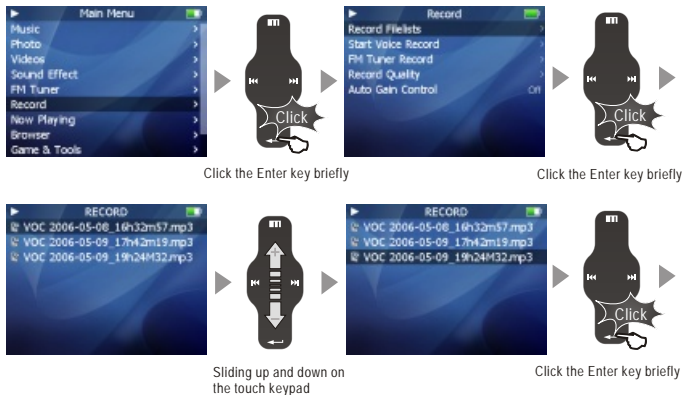 Main Menu
Music
Photo
Videos
Sound Effect
FM Tuner
Record
Now Playing
Browser
Game & Tools
Click
Click the Enter key briefly
Record
Record Filelists
Start Voice Record
FM Tuner Record
Record Quality
Auto Gain Control Off
Click
Click the Enter key briefly
RECORD
VOC 2006-05-08_16h32m57.mp3
VOC 2006-05-09_17h42m19.mp3
VOC 2006-05-09_19h24M32.mp3
Sliding up and down on
the touch keypad
RECORD
VOC 2006-05-08_16h32m57.mp3
VOC 2006-05-09_17h42m19.mp3
VOC 2006-05-09_19h24M32.mp3
Click
Click the Enter key briefly